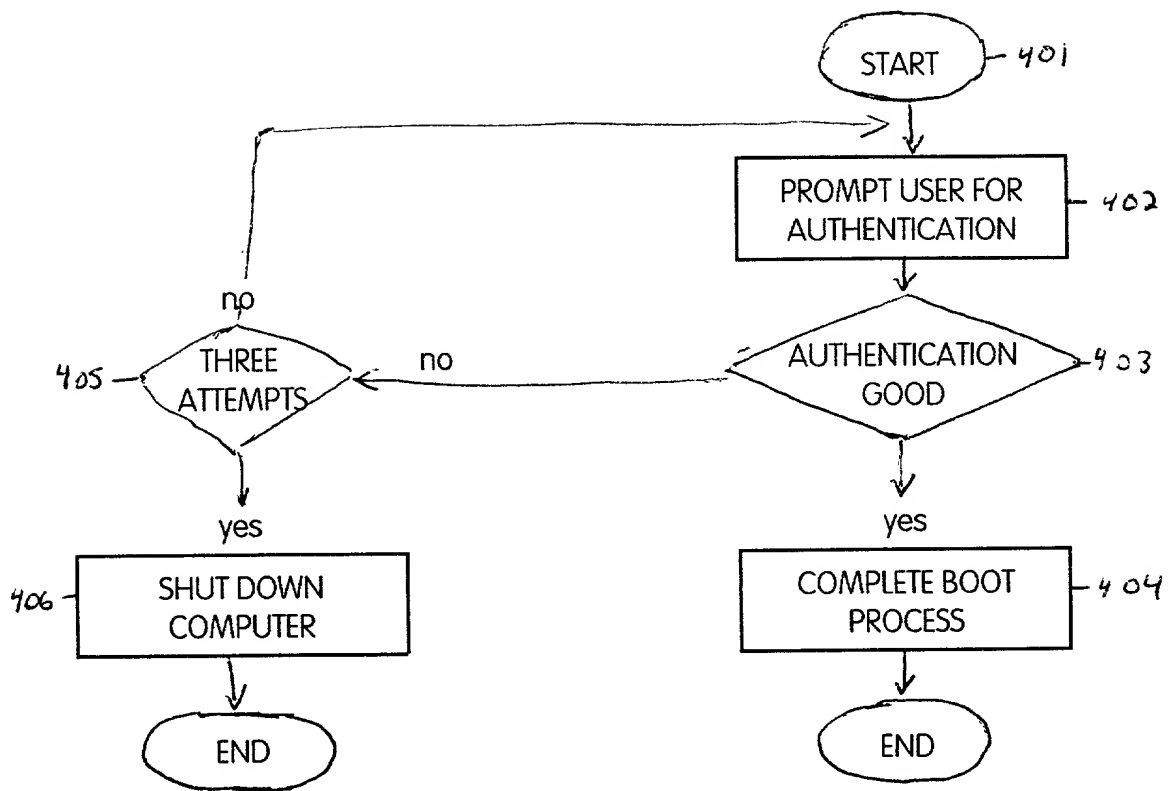 START
401
PROMPT USER FOR
AUTHENTICATION
402
no
THREE
ATTEMPTS
405
no
AUTHENTICATION
GOOD
403
yes
yes
SHUT DOWN
COMPUTER
406
COMPLETE BOOT
PROCESS
404
END
END